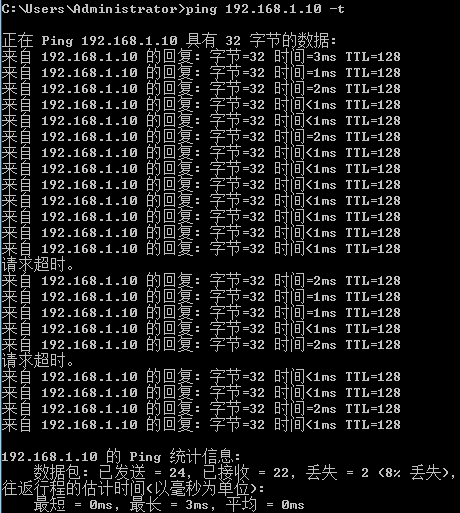 C:\Users\Administrator>ping 192.168.1.10 -t
正在 Ping 192.168.1.10 具有 32 字节的数据:
来自 192.168.1.10 的回复: 字节=32 时间=3ms TTL=128
来自 192.168.1.10 的回复: 字节=32 时间=1ms TTL=128
来自 192.168.1.10 的回复: 字节=32 时间=2ms TTL=128
来自 192.168.1.10 的回复: 字节=32 时间<1ms TTL=128
来自 192.168.1.10 的回复: 字节=32 时间<1ms TTL=128
来自 192.168.1.10 的回复: 字节=32 时间=2ms TTL=128
来自 192.168.1.10 的回复: 字节=32 时间<1ms TTL=128
来自 192.168.1.10 的回复: 字节=32 时间<1ms TTL=128
来自 192.168.1.10 的回复: 字节=32 时间<1ms TTL=128
来自 192.168.1.10 的回复: 字节=32 时间<1ms TTL=128
来自 192.168.1.10 的回复: 字节=32 时间<1ms TTL=128
来自 192.168.1.10 的回复: 字节=32 时间<1ms TTL=128
来自 192.168.1.10 的回复: 字节=32 时间<1ms TTL=128
请求超时。
来自 192.168.1.10 的回复: 字节=32 时间=2ms TTL=128
来自 192.168.1.10 的回复: 字节=32 时间=1ms TTL=128
来自 192.168.1.10 的回复: 字节=32 时间=1ms TTL=128
来自 192.168.1.10 的回复: 字节=32 时间<1ms TTL=128
来自 192.168.1.10 的回复: 字节=32 时间=2ms TTL=128
请求超时。
来自 192.168.1.10 的回复: 字节=32 时间<1ms TTL=128
来自 192.168.1.10 的回复: 字节=32 时间<1ms TTL=128
来自 192.168.1.10 的回复: 字节=32 时间=2ms TTL=128
来自 192.168.1.10 的回复: 字节=32 时间<1ms TTL=128
192.168.1.10 的 Ping 统计信息:
数据包: 已发送 = 24, 已接收 = 22, 丢失 = 2 (8% 丢失),
往返行程的估计时间(以毫秒为单位):
最短 = 0ms, 最长 = 3ms, 平均 = 0ms